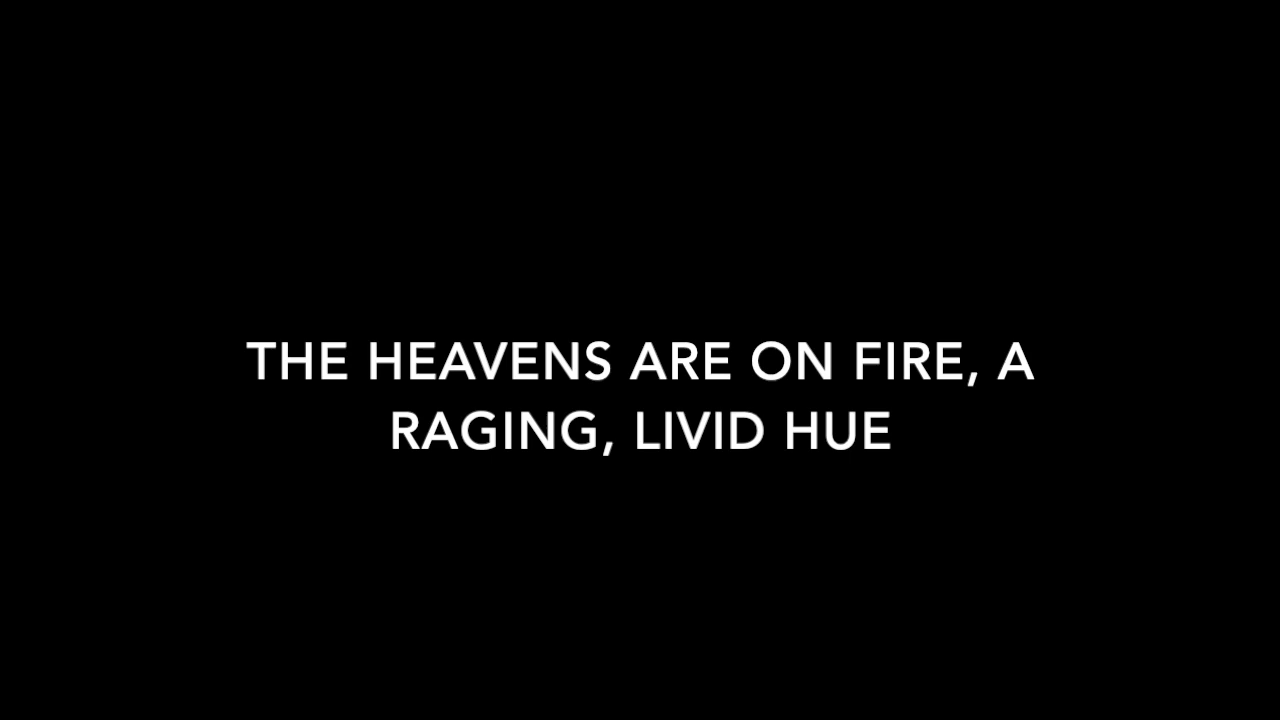 THE HEAVENS ARE ON FIRE, A
RAGING, LIVID HUE